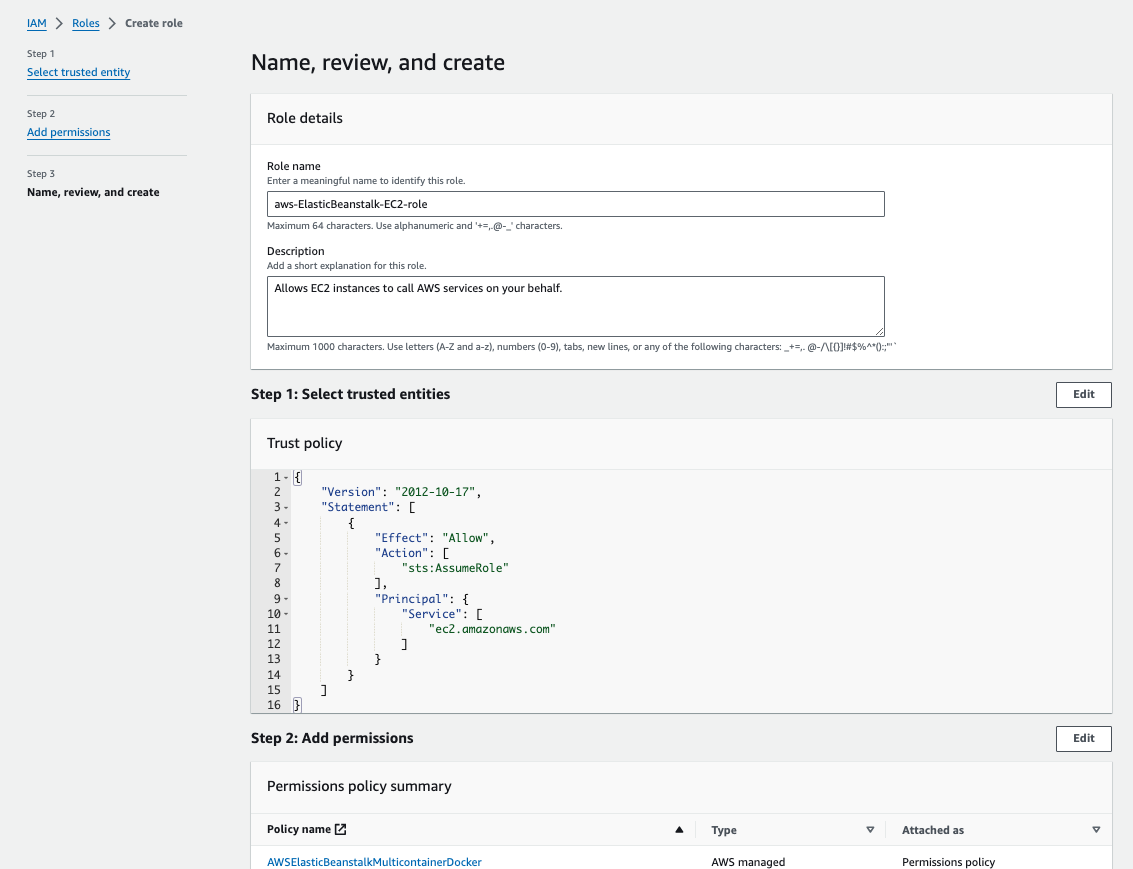 IAM > Roles > Create role
Step 1
Select trusted entity
Step 2
Add permissions
Step 3
Name, review, and create
Name, review, and create
Role details
Role name
Enter a meaningful name to identify this role.
aws-ElasticBeanstalk-EC2-role
Maximum 64 characters. Use alphanumeric and '+=,.@-_' characters.
Description
Add a short explanation for this role.
Allows EC2 instances to call AWS services on your behalf.
Maximum 1000 characters. Use letters (A-Z and a-z), numbers (0-9), tabs, new lines, or any of the following characters: _+=,. @-/\[{}]!#$%^*();:"'`
Step 1: Select trusted entities
Edit
Trust policy
1 {
2     "Version": "2012-10-17",
3     "Statement": [
4         {
5             "Effect": "Allow",
6             "Action": [
7                 "sts:AssumeRole"
8             ],
9             "Principal": {
10                 "Service": [
11                     "ec2.amazonaws.com"
12                 ]
13             }
14         }
15     ]
16 }
Step 2: Add permissions
Edit
Permissions policy summary
Policy name Type Attached as
AWSElasticBeanstalkMulticontainerDocker AWS managed Permissions policy